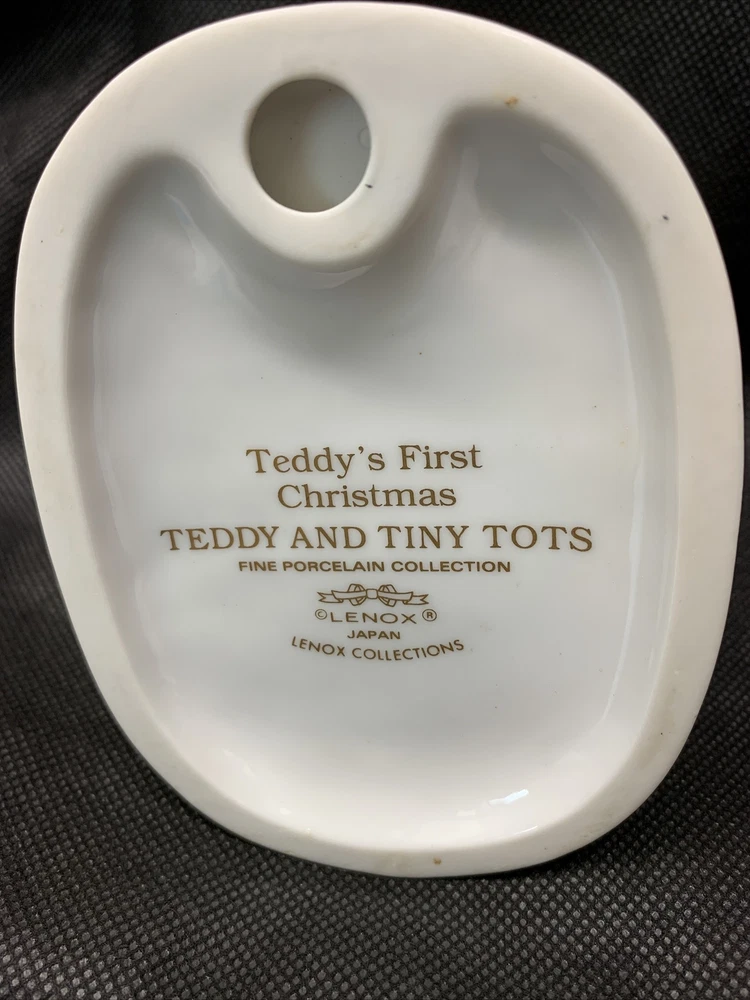 Teddy's First
Christmas
TEDDY AND TINY TOTS
FINE PORCELAIN COLLECTION
©LENOX®
JAPAN
LENOX COLLECTIONS